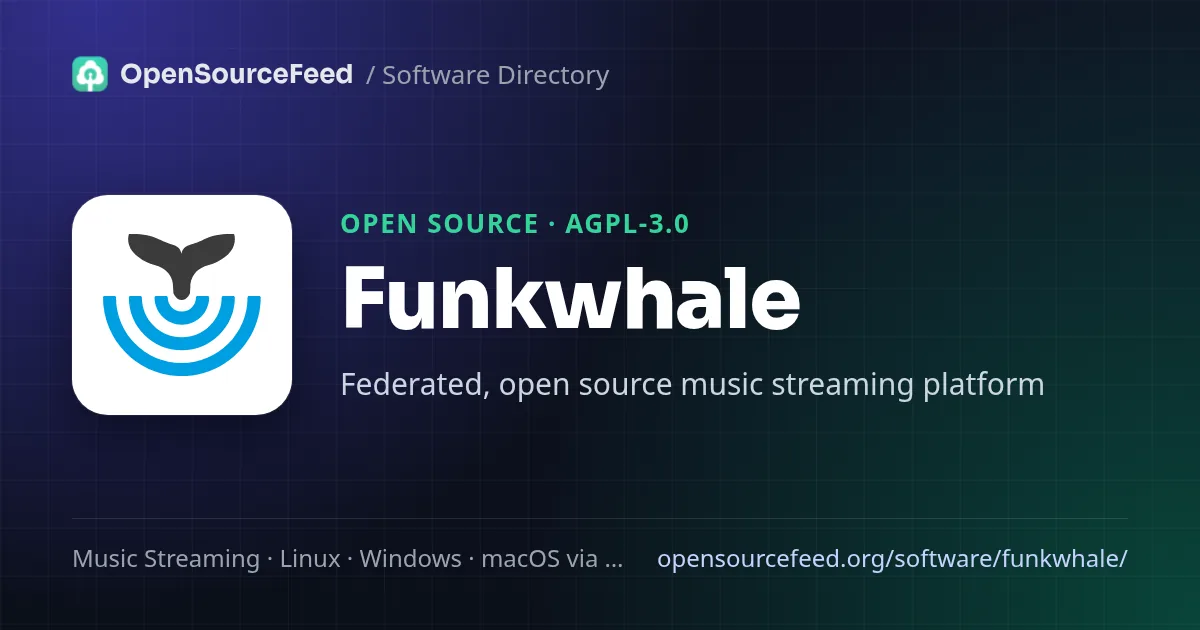 OpenSourceFeed / Software Directory
OPEN SOURCE · AGPL-3.0
Funkwhale
Federated, open source music streaming platform
Music Streaming · Linux · Windows · macOS via ... opensourcefeed.org/software/funkwhale/